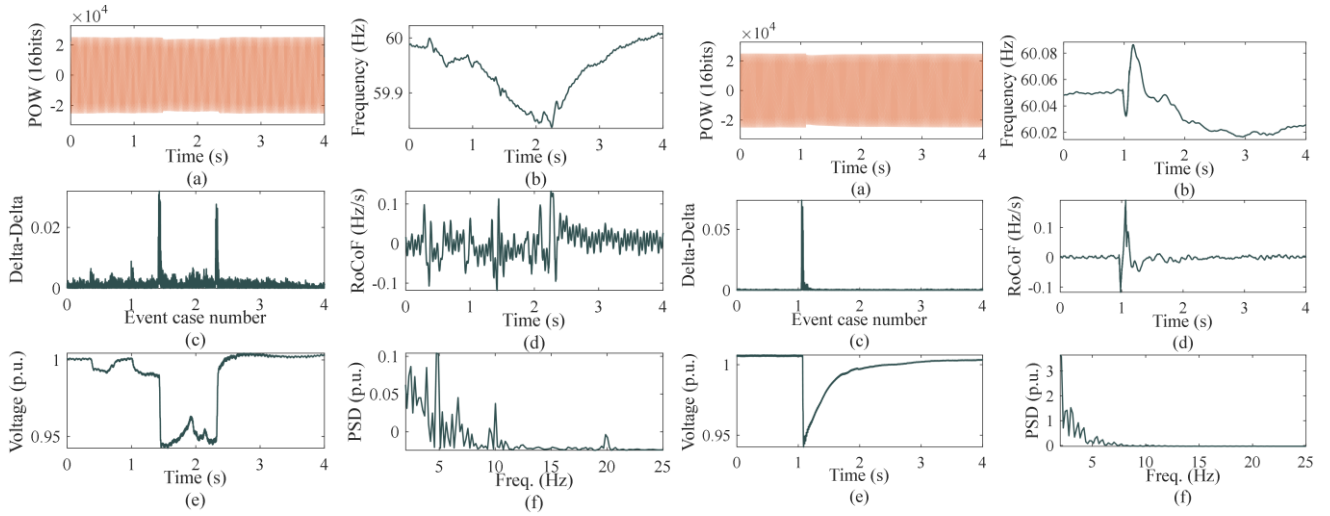 ×10⁴
POW (16bits)
2
0
-2
0 1 2 3 4
Time (s)
(a)
Frequency (Hz)
60
59.9
0 1 2 3 4
Time (s)
(b)
×10⁴
POW (16bits)
2
0
-2
0 1 2 3 4
Time (s)
(a)
Frequency (Hz)
60.08
60.06
60.04
60.02
0 1 2 3 4
Time (s)
(b)
Delta-Delta
0.02
0
0 1 2 3 4
Event case number
(c)
RoCoF (Hz/s)
0.1
0
-0.1
0 1 2 3 4
Time (s)
(d)
Delta-Delta
0.05
0
0 1 2 3 4
Event case number
(c)
RoCoF (Hz/s)
0.1
0
-0.1
0 1 2 3 4
Time (s)
(d)
Voltage (p.u.)
1
0.95
0 1 2 3 4
Time (s)
(e)
PSD (p.u.)
0.1
0.05
0
5 10 15 20 25
Freq. (Hz)
(f)
Voltage (p.u.)
1
0.95
0 1 2 3 4
Time (s)
(e)
PSD (p.u.)
3
2
1
0
5 10 15 20 25
Freq. (Hz)
(f)